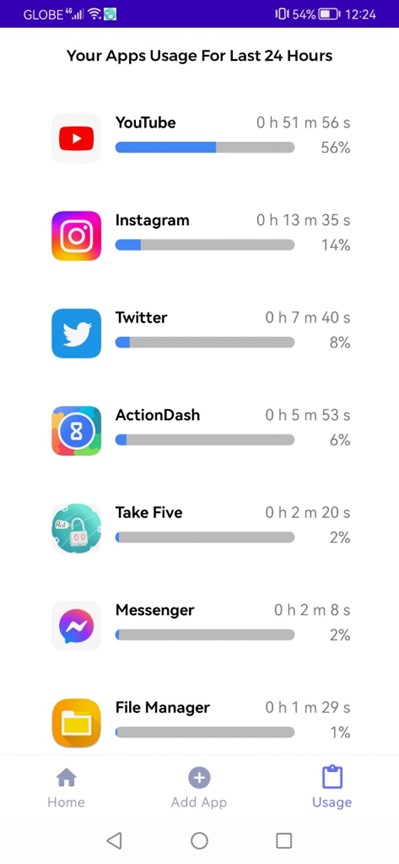 GLOBE 4G 54% 12:24
Your Apps Usage For Last 24 Hours
YouTube 0 h 51 m 56 s
56%
Instagram 0 h 13 m 35 s
14%
Twitter 0 h 7 m 40 s
8%
ActionDash 0 h 5 m 53 s
6%
Take Five 0 h 2 m 20 s
2%
Messenger 0 h 2 m 8 s
2%
File Manager 0 h 1 m 29 s
1%
Home Add App Usage